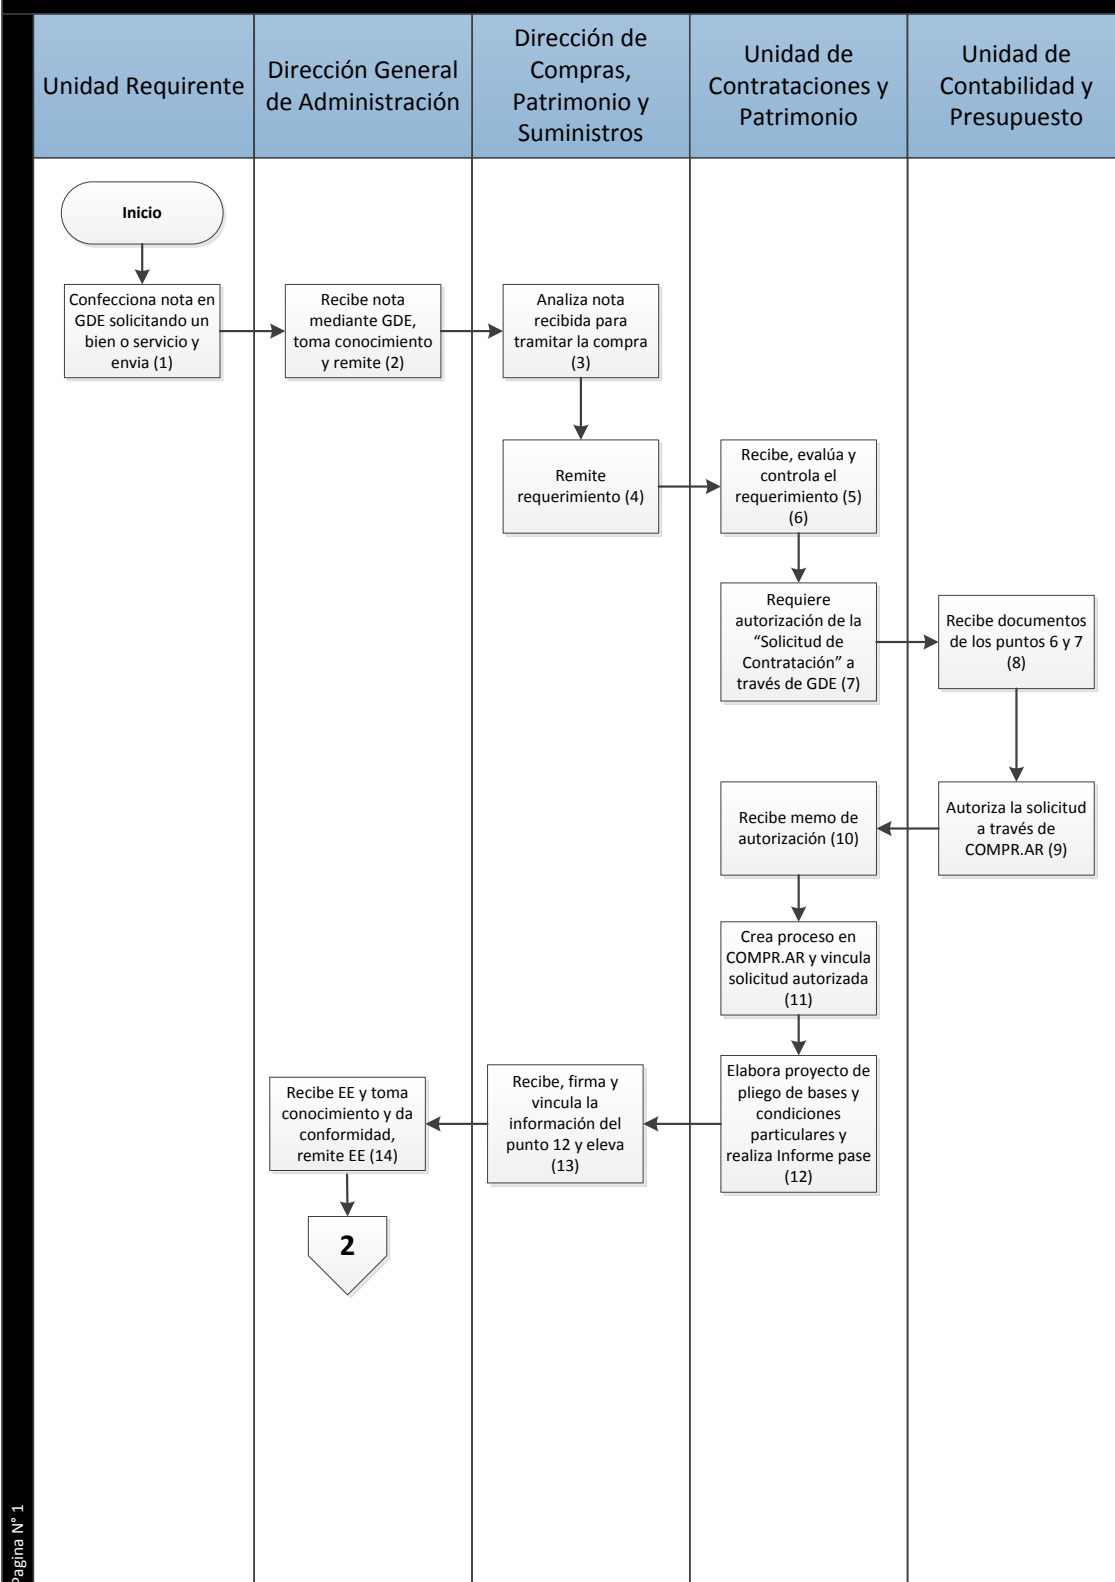 Unidad Requirente
Dirección General
de Administración
Dirección de
Compras,
Patrimonio y
Suministros
Unidad de
Contrataciones y
Patrimonio
Unidad de
Contabilidad y
Presupuesto
Inicio
Confecciona nota en
GDE solicitando un
bien o servicio y
envia (1)
Recibe nota
mediante GDE,
toma conocimiento
y remite (2)
Analiza nota
recibida para
tramitar la compra
(3)
Remite
requerimiento (4)
Recibe, evalúa y
controla el
requerimiento (5)
(6)
Requiere
autorización de la
“Solicitud de
Contratación” a
través de GDE (7)
Recibe documentos
de los puntos 6 y 7
(8)
Autoriza la solicitud
a través de
COMPR.AR (9)
Recibe memo de
autorización (10)
Crea proceso en
COMPR.AR y vincula
solicitud autorizada
(11)
Elabora proyecto de
pliego de bases y
condiciones
particulares y
realiza Informe pase
(12)
Recibe, firma y
vincula la
información del
punto 12 y eleva
(13)
Recibe EE y toma
conocimiento y da
conformidad,
remite EE (14)
2
Pagina N° 1